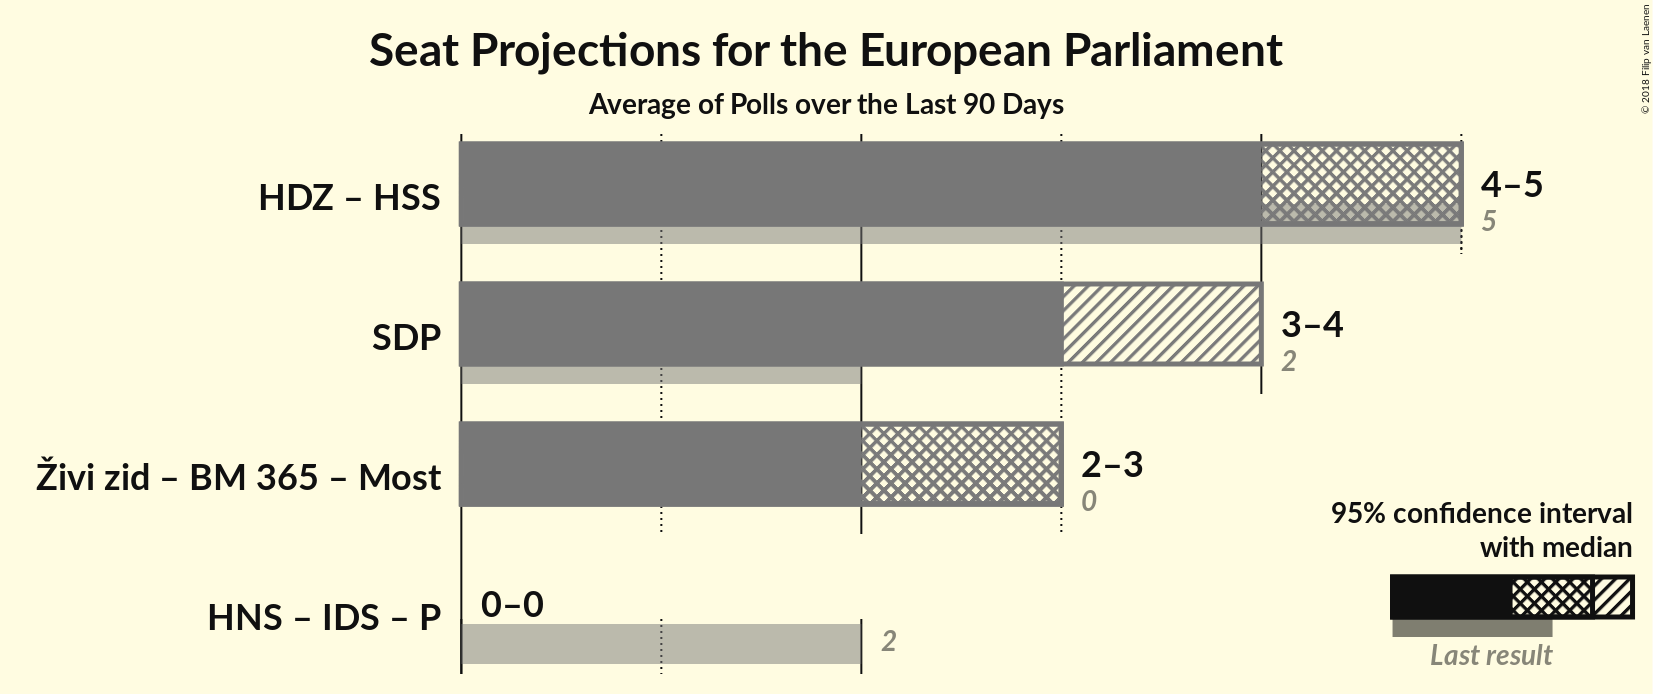 Seat Projections for the European Parliament
Average of Polls over the Last 90 Days
© 2018 Filip van Laenen
HDZ – HSS
4–5
5
SDP
3–4
2
Živi zid – BM 365 – Most
2–3
0
HNS – IDS – P
0–0
2
95% confidence interval
with median
Last result